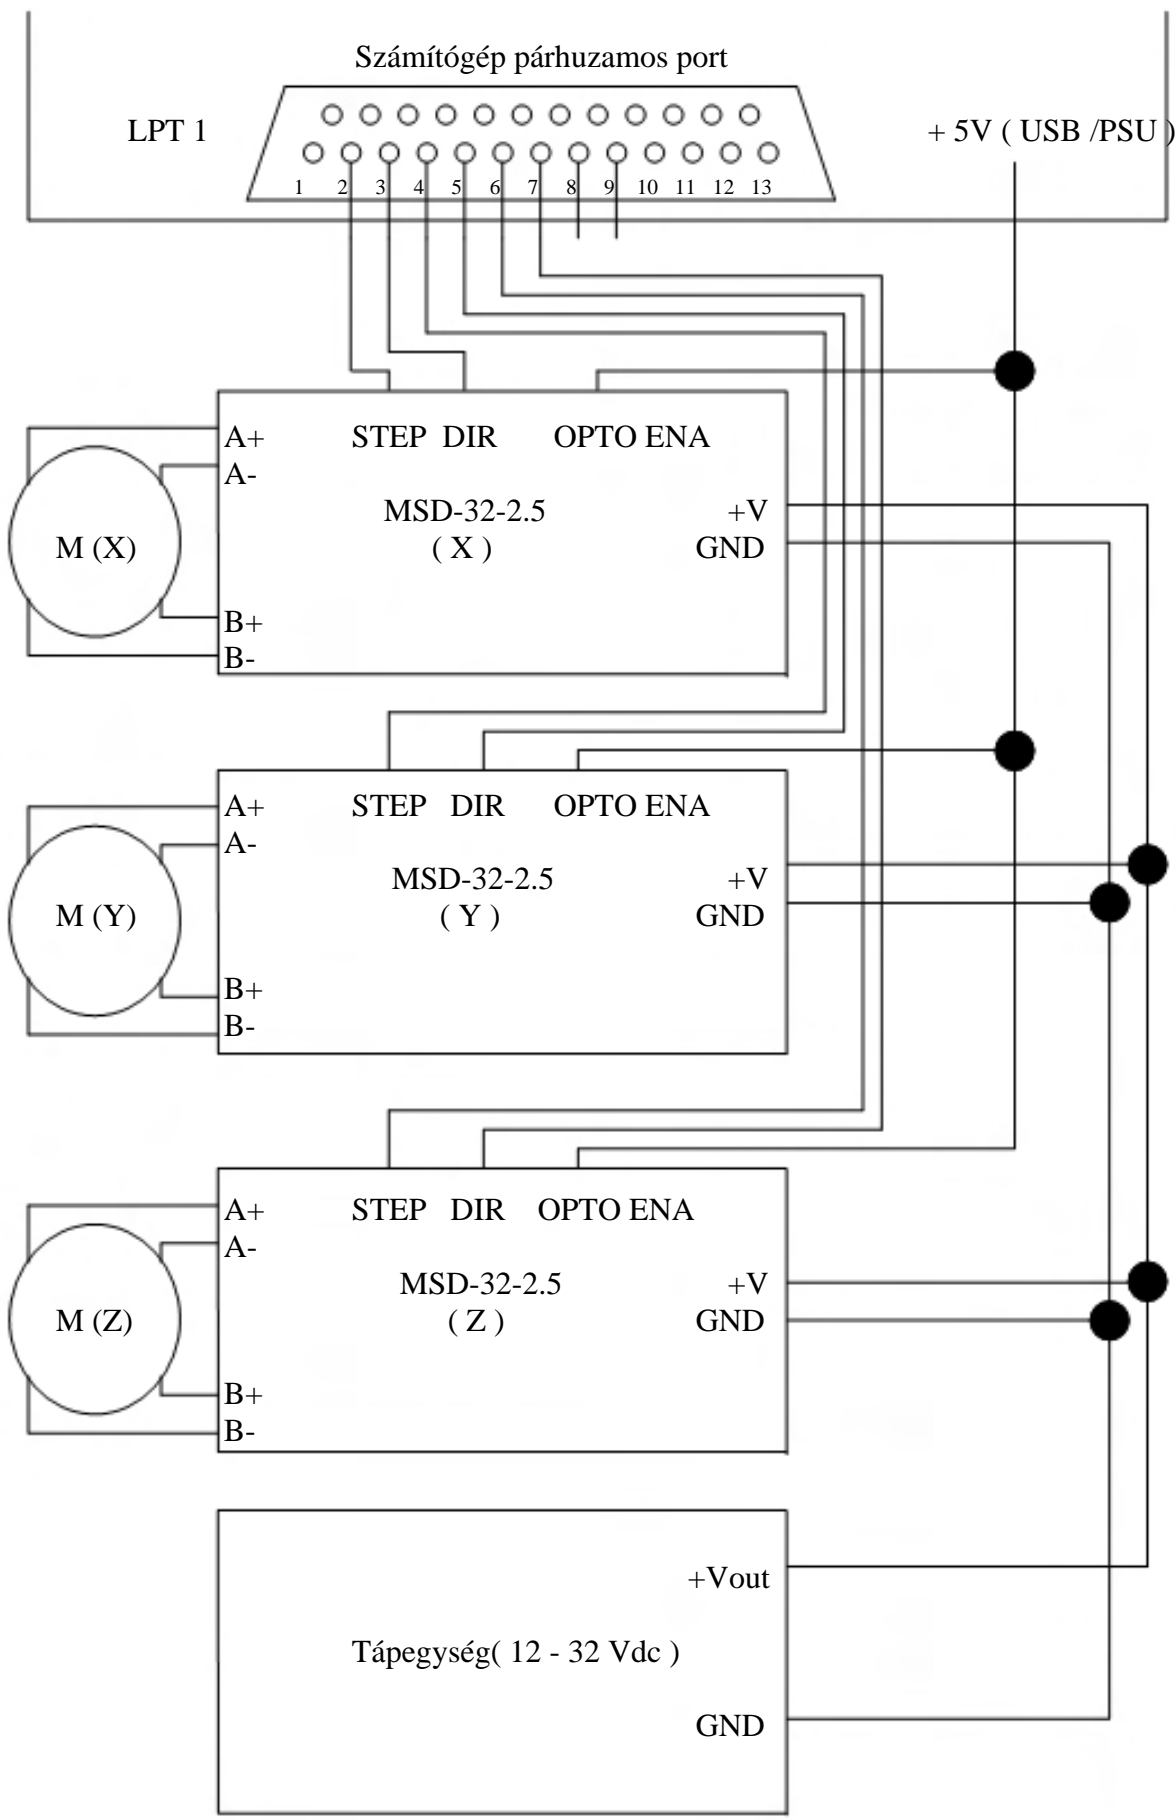 Számítógép párhuzamos port
LPT 1
+ 5V ( USB /PSU )
1 2 3 4 5 6 7 8 9 10 11 12 13
A+ STEP DIR OPTO ENA
A-
MSD-32-2.5 +V
M (X) ( X ) GND
B+
B-
A+ STEP DIR OPTO ENA
A-
MSD-32-2.5 +V
M (Y) ( Y ) GND
B+
B-
A+ STEP DIR OPTO ENA
A-
MSD-32-2.5 +V
M (Z) ( Z ) GND
B+
B-
+Vout
Tápegység( 12 - 32 Vdc )
GND